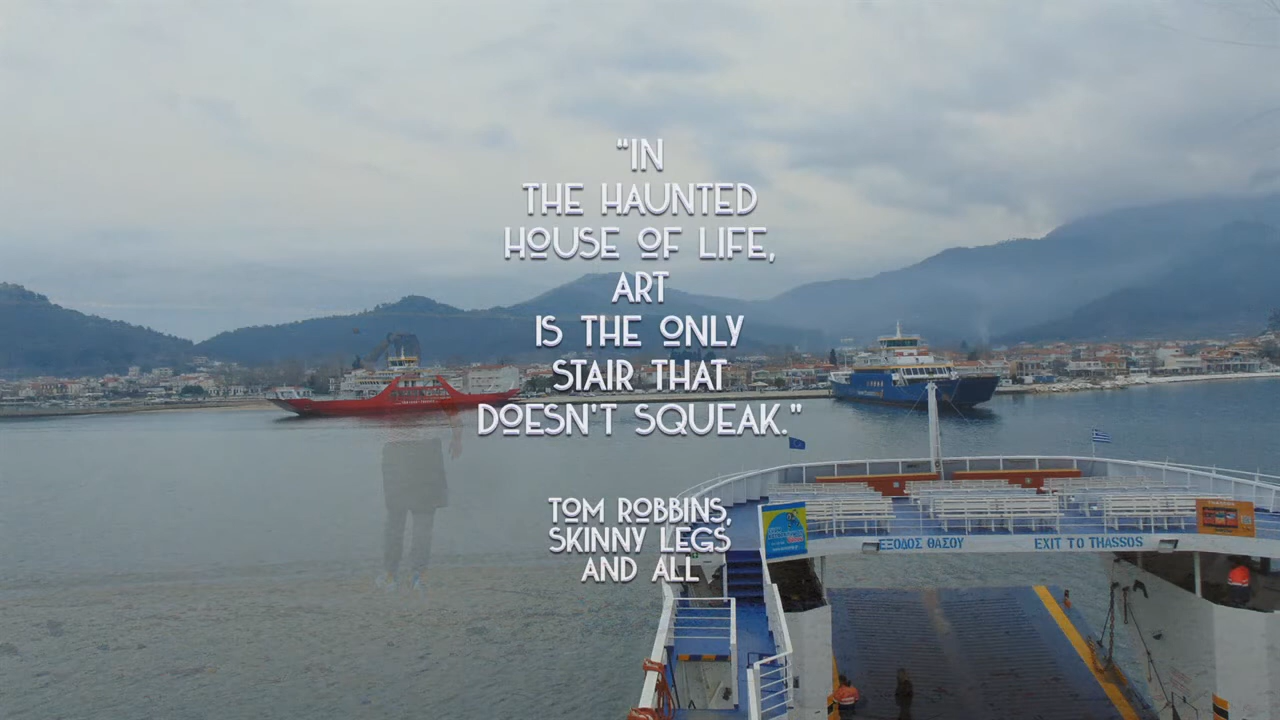 "IN
THE HAUNTED
HOUSE OF LIFE,
ART
IS THE ONLY
STAIR THAT
DOESN'T SQUEAK."
TOM ROBBINS,
SKINNY LEGS
AND ALL
ΕΞΟΔΟΣ ΘΑΣΟΥ
EXIT TO THASSOS